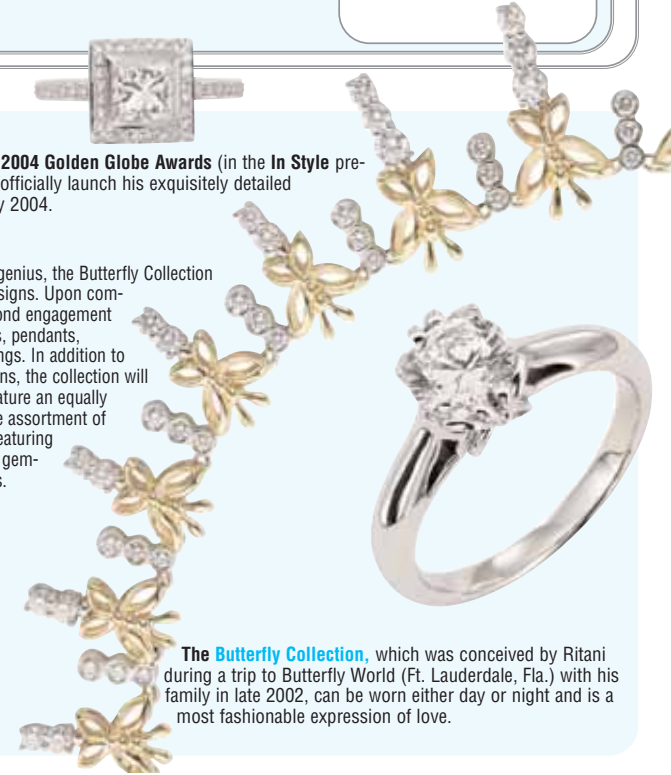 2004 Golden Globe Awards (in the In Style pre-
officially launch his exquisitely detailed
y 2004.
genius, the Butterfly Collection
signs. Upon com-
ond engagement
s, pendants,
ngs. In addition to
ns, the collection will
ature an equally
e assortment of
eaturing
gem-
s.
The Butterfly Collection, which was conceived by Ritani
during a trip to Butterfly World (Ft. Lauderdale, Fla.) with his
family in late 2002, can be worn either day or night and is a
most fashionable expression of love.